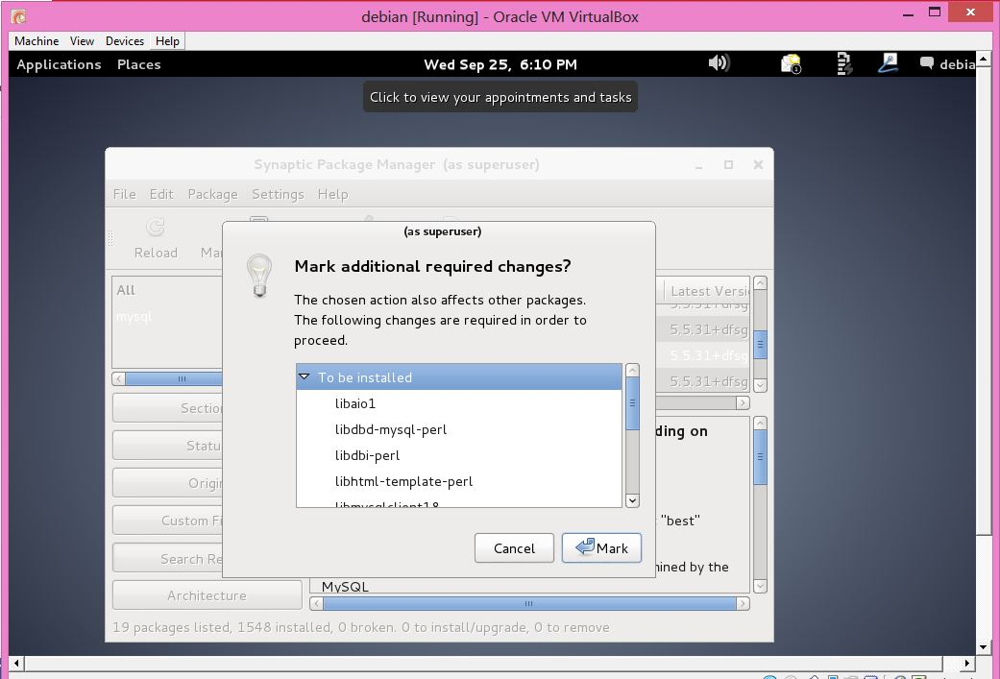 debian [Running] - Oracle VM VirtualBox
Machine View Devices Help
Applications Places Wed Sep 25, 6:10 PM 1 debia
Click to view your appointments and tasks
Synaptic Package Manager (as superuser)
File Edit Package Settings Help
Reload Mar
(as superuser)
Mark additional required changes?
The chosen action also affects other packages.
The following changes are required in order to
proceed.
To be installed
libaio1
libdbd-mysql-perl
libdbi-perl
libhtml-template-perl
libmysqlclient18
Cancel Mark
All
mysql
Sectio
Statu
Origi
Custom Fi
Search Re
Architecture
Latest Versi
5.5.31+dfsg
5.5.31+dfsg
5.5.31+dfsg
5.5.31+dfsg
ding on
"best"
ined by the
MySQL
19 packages listed, 1548 installed, 0 broken. 0 to install/upgrade, 0 to remove